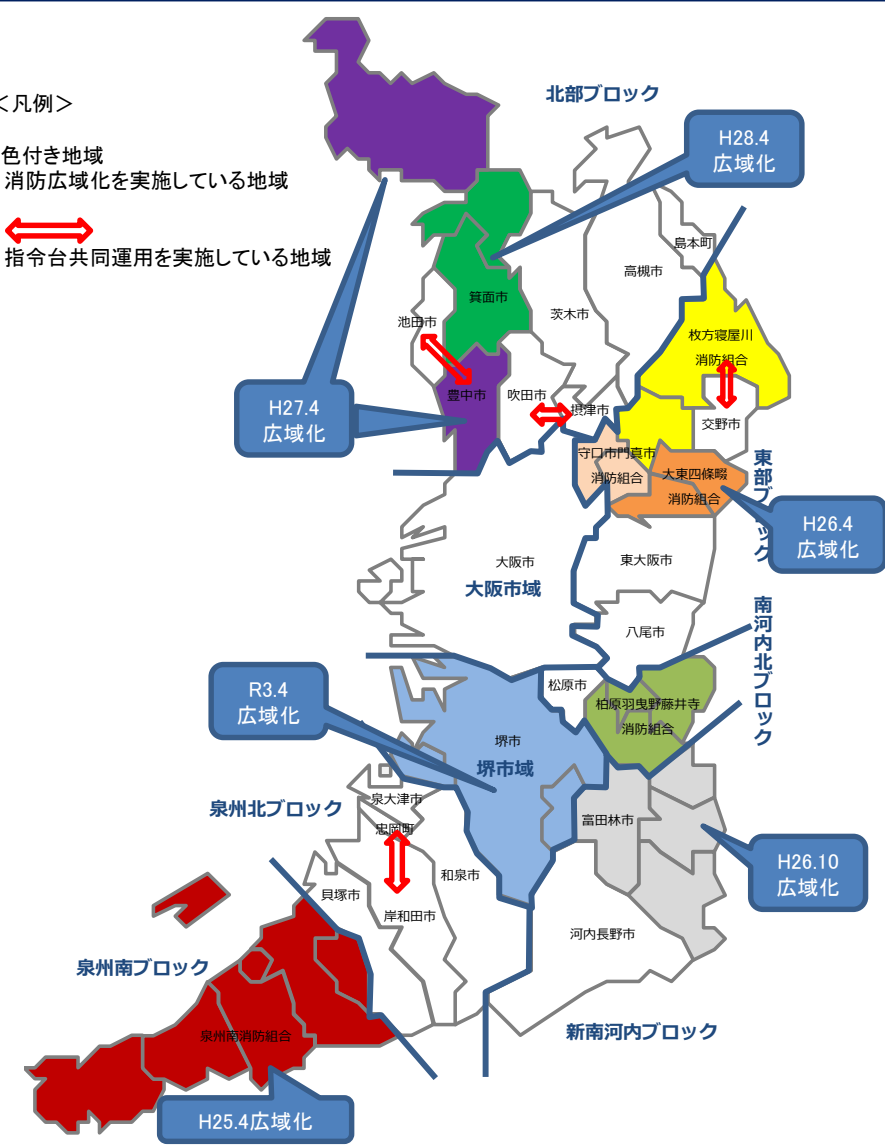 <凡例>
色付き地域
消防広域化を実施している地域
指令台共同運用を実施している地域
北部ブロック
H28.4
広域化
島本町
高槻市
茨木市
箕面市
池田市
豊中市
吹田市
摂津市
枚方寝屋川
消防組合
交野市
H27.4
広域化
守口市門真市
消防組合
大東四條畷
消防組合
東部ブロック
H26.4
広域化
大阪市
大阪市域
東大阪市
八尾市
南河内北ブロック
松原市
柏原羽曳野藤井寺
消防組合
R3.4
広域化
堺市
堺市域
泉州北ブロック
泉大津市
忠岡町
和泉市
貝塚市
岸和田市
富田林市
H26.10
広域化
河内長野市
泉州南ブロック
泉州南消防組合
新南河内ブロック
H25.4広域化